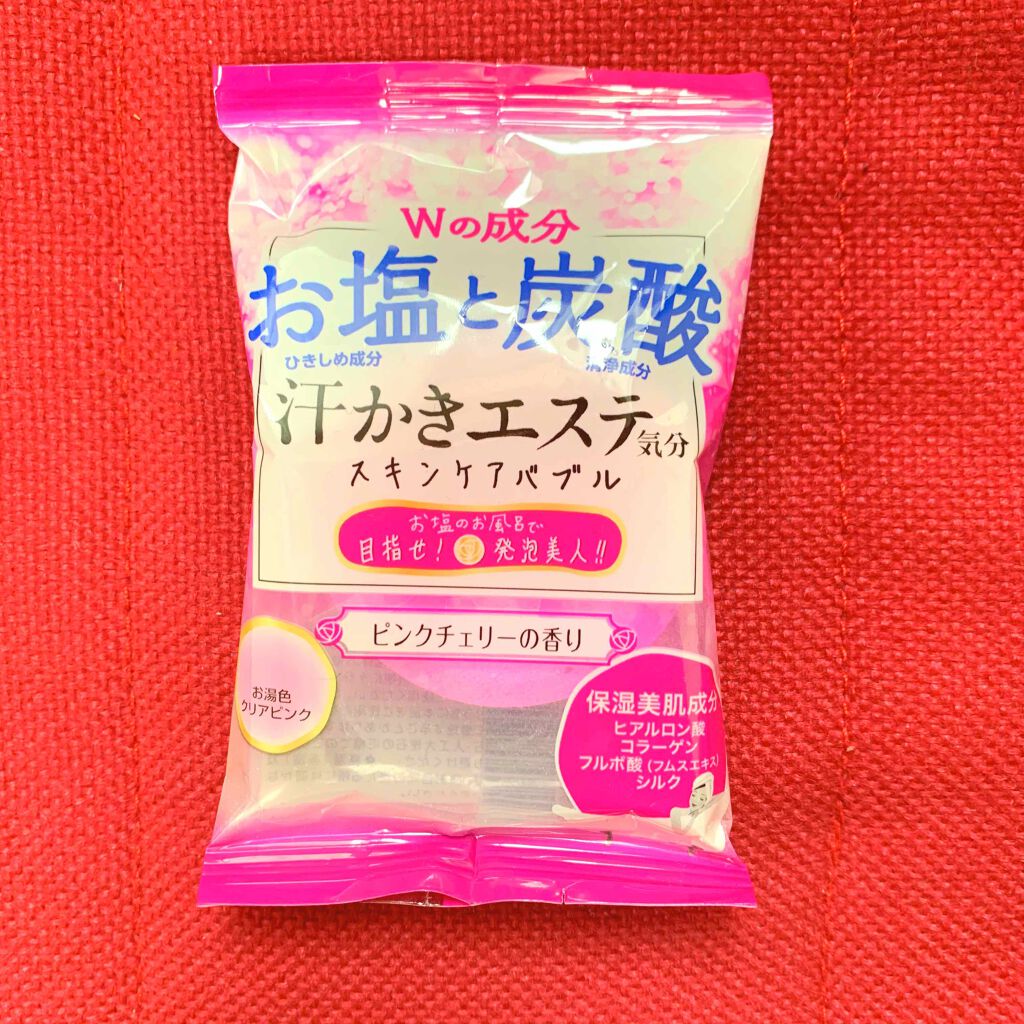 Wの成分
お塩と炭酸
ひきしめ成分
清浄成分
汗かきエステ気分
スキンケアバブル
お塩のお風呂で
目指せ！発泡美人!!
ピンクチェリーの香り
お湯色
クリアピンク
保湿美肌成分
ヒアルロン酸
コラーゲン
フルボ酸(フムスエキス)
シルク